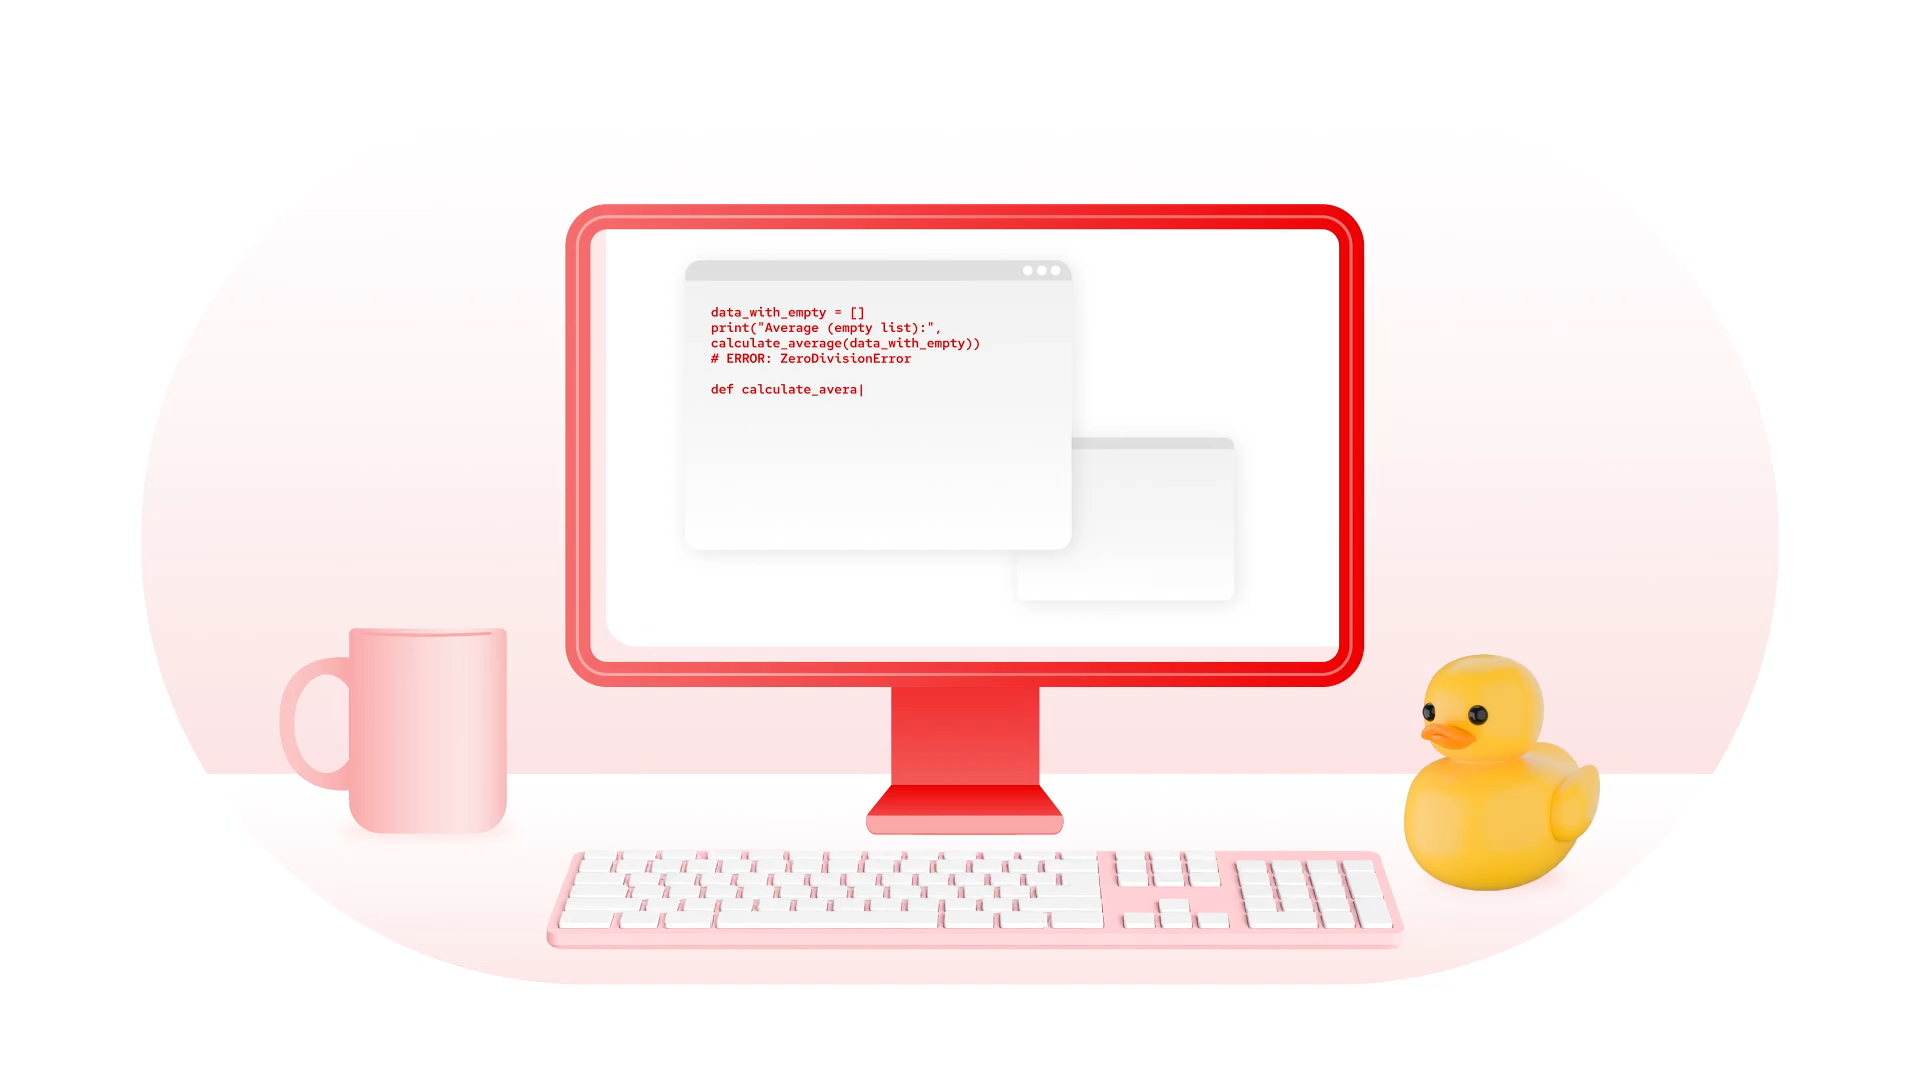 data_with_empty = []
print("Average (empty list):",
calculate_average(data_with_empty))
# ERROR: ZeroDivisionError
def calculate_avera|